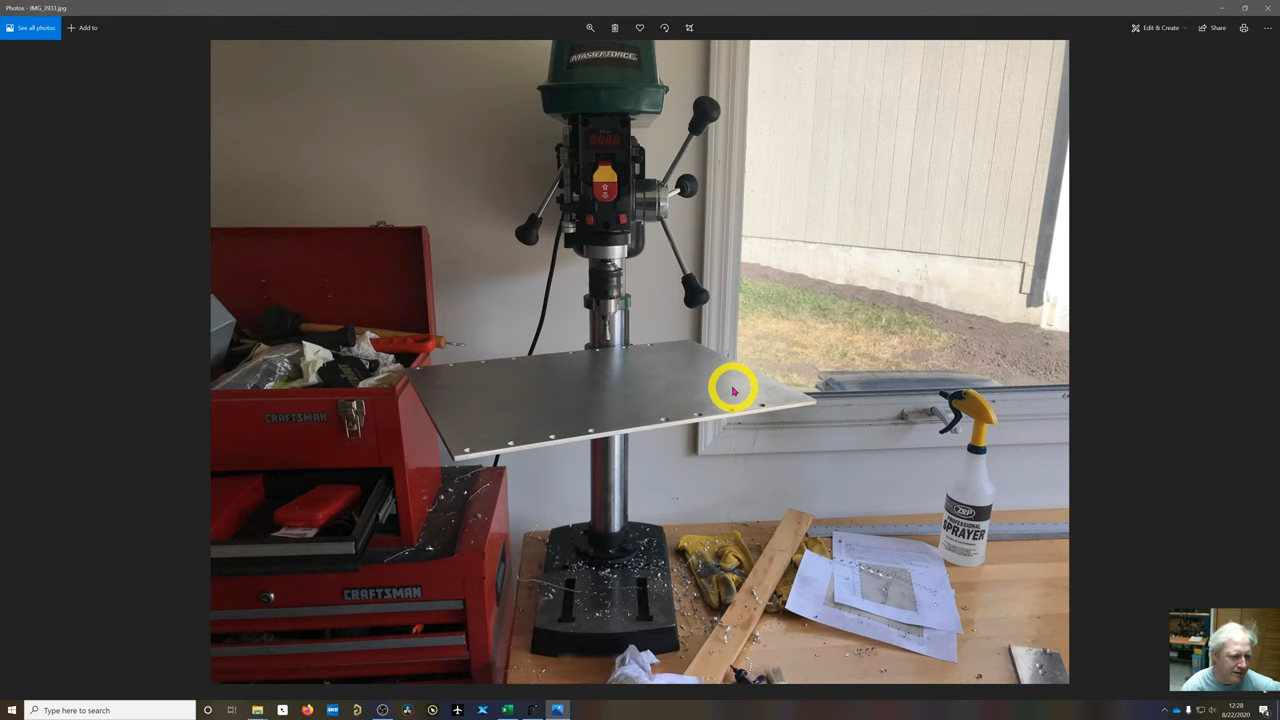 Photos - IMG_3933.jpg
See all photos
Add to
Edit & Create
Share
MASTERFORCE
CRAFTSMAN
CRAFTSMAN
ZEP
PROFESSIONAL
SPRAYER
Type here to search
12:28
8/22/2020